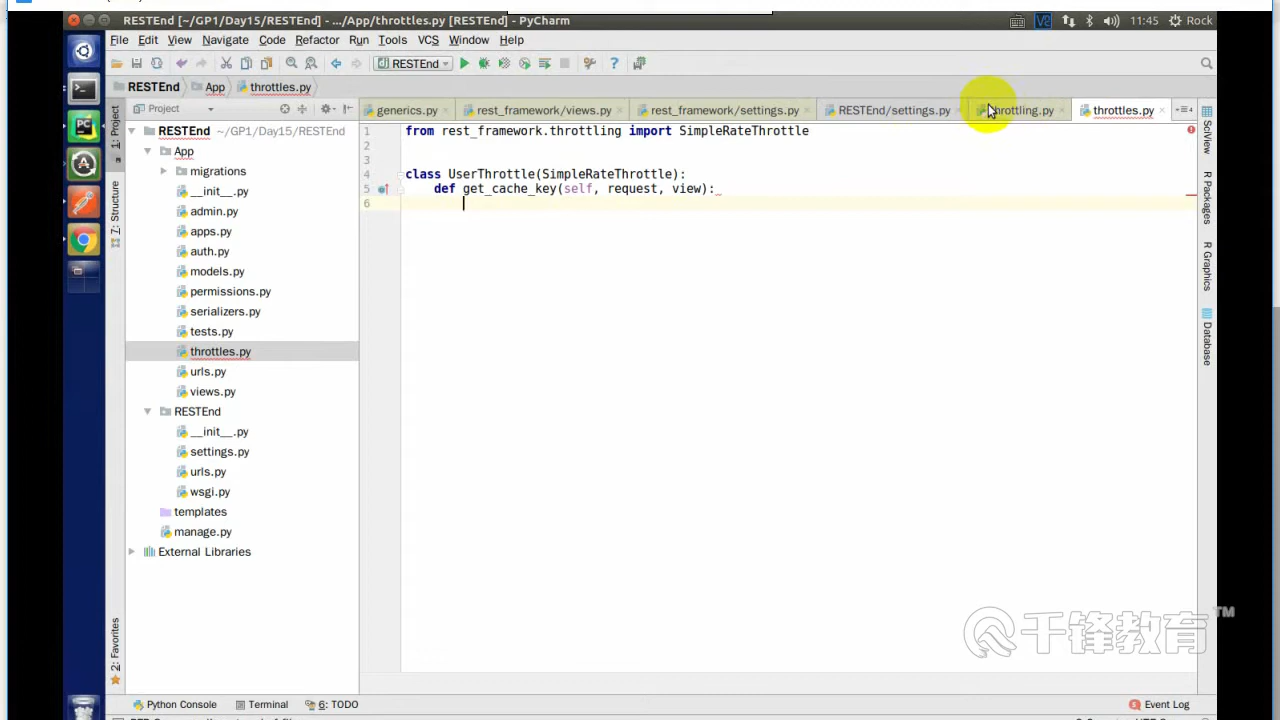 RESTEnd [~/GP1/Day15/RESTEnd] - .../App/throttles.py [RESTEnd] - PyCharm
11:45 Rock
File Edit View Navigate Code Refactor Run Tools VCS Window Help
RESTEnd
RESTEnd App throttles.py
Project
generics.py rest_framework/views.py rest_framework/settings.py RESTEnd/settings.py throttling.py throttles.py
RESTEnd ~/GP1/Day15/RESTEnd
App
migrations
__init__.py
admin.py
apps.py
auth.py
models.py
permissions.py
serializers.py
tests.py
throttles.py
urls.py
views.py
RESTEnd
__init__.py
settings.py
urls.py
wsgi.py
templates
manage.py
External Libraries
1 from rest_framework.throttling import SimpleRateThrottle
2
3
4 class UserThrottle(SimpleRateThrottle):
5 def get_cache_key(self, request, view):
6
1: Project
7: Structure
2: Favorites
SciView
R Packages
R Graphics
Database
千锋教育 TM
Python Console Terminal 6: TODO Event Log